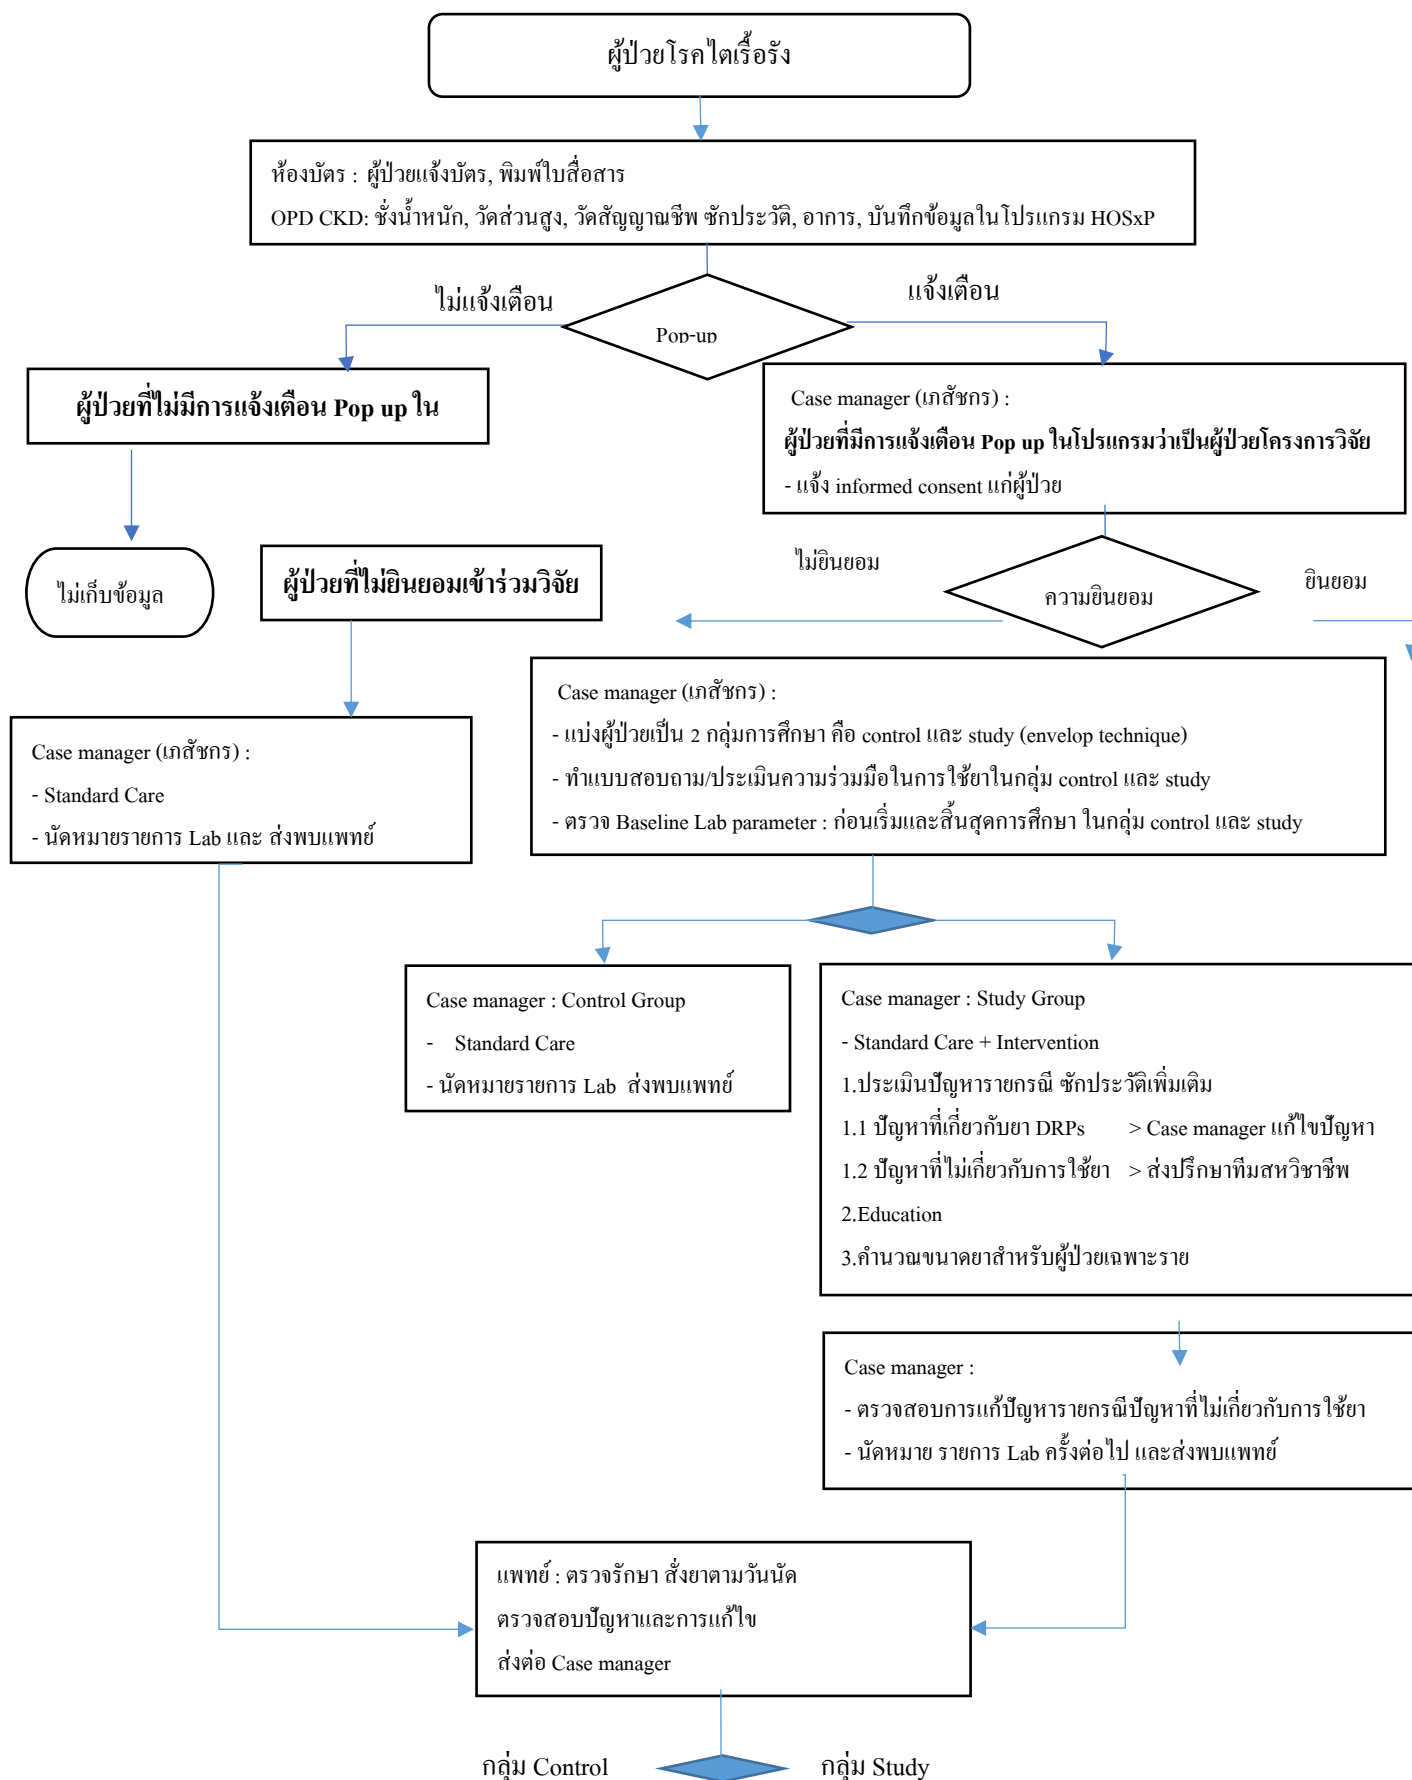 ผู้ป่วยโรคไตเรื้อรัง
ห้องบัตร : ผู้ป่วยแจ้งบัตร, พิมพ์ใบสื่อสาร
OPD CKD: ชั่งน้ำหนัก, วัดส่วนสูง, วัดสัญญาณชีพ ซักประวัติ, อาการ, บันทึกข้อมูลในโปรแกรม HOSxP
ไม่แจ้งเตือน
แจ้งเตือน
Pop-up
ผู้ป่วยที่ไม่มีการแจ้งเตือน Pop up ใน
Case manager (เภสัชกร) :
ผู้ป่วยที่มีการแจ้งเตือน Pop up ในโปรแกรมว่าเป็นผู้ป่วยโครงการวิจัย
- แจ้ง informed consent แก่ผู้ป่วย
ไม่เก็บข้อมูล
ผู้ป่วยที่ไม่ยินยอมเข้าร่วมวิจัย
ไม่ยินยอม
ความยินยอม
ยินยอม
Case manager (เภสัชกร) :
- Standard Care
- นัดหมายรายการ Lab และ ส่งพบแพทย์
Case manager (เภสัชกร) :
- แบ่งผู้ป่วยเป็น 2 กลุ่มการศึกษา คือ control และ study (envelop technique)
- ทำแบบสอบถาม/ประเมินความร่วมมือในการใช้ยาในกลุ่ม control และ study
- ตรวจ Baseline Lab parameter : ก่อนเริ่มและสิ้นสุดการศึกษา ในกลุ่ม control และ study
Case manager : Control Group
- Standard Care
- นัดหมายรายการ Lab ส่งพบแพทย์
Case manager : Study Group
- Standard Care + Intervention
1.ประเมินปัญหารายกรณี ซักประวัติเพิ่มเติม
1.1 ปัญหาที่เกี่ยวกับยา DRPs > Case manager แก้ไขปัญหา
1.2 ปัญหาที่ไม่เกี่ยวกับการใช้ยา > ส่งปรึกษาทีมสหวิชาชีพ
2.Education
3.คำนวณขนาดยาสำหรับผู้ป่วยเฉพาะราย
Case manager :
- ตรวจสอบการแก้ปัญหารายกรณีปัญหาที่ไม่เกี่ยวกับการใช้ยา
- นัดหมาย รายการ Lab ครั้งต่อไป และส่งพบแพทย์
แพทย์ : ตรวจรักษา สั่งยาตามวันนัด
ตรวจสอบปัญหาและการแก้ไข
ส่งต่อ Case manager
กลุ่ม Control
กลุ่ม Study